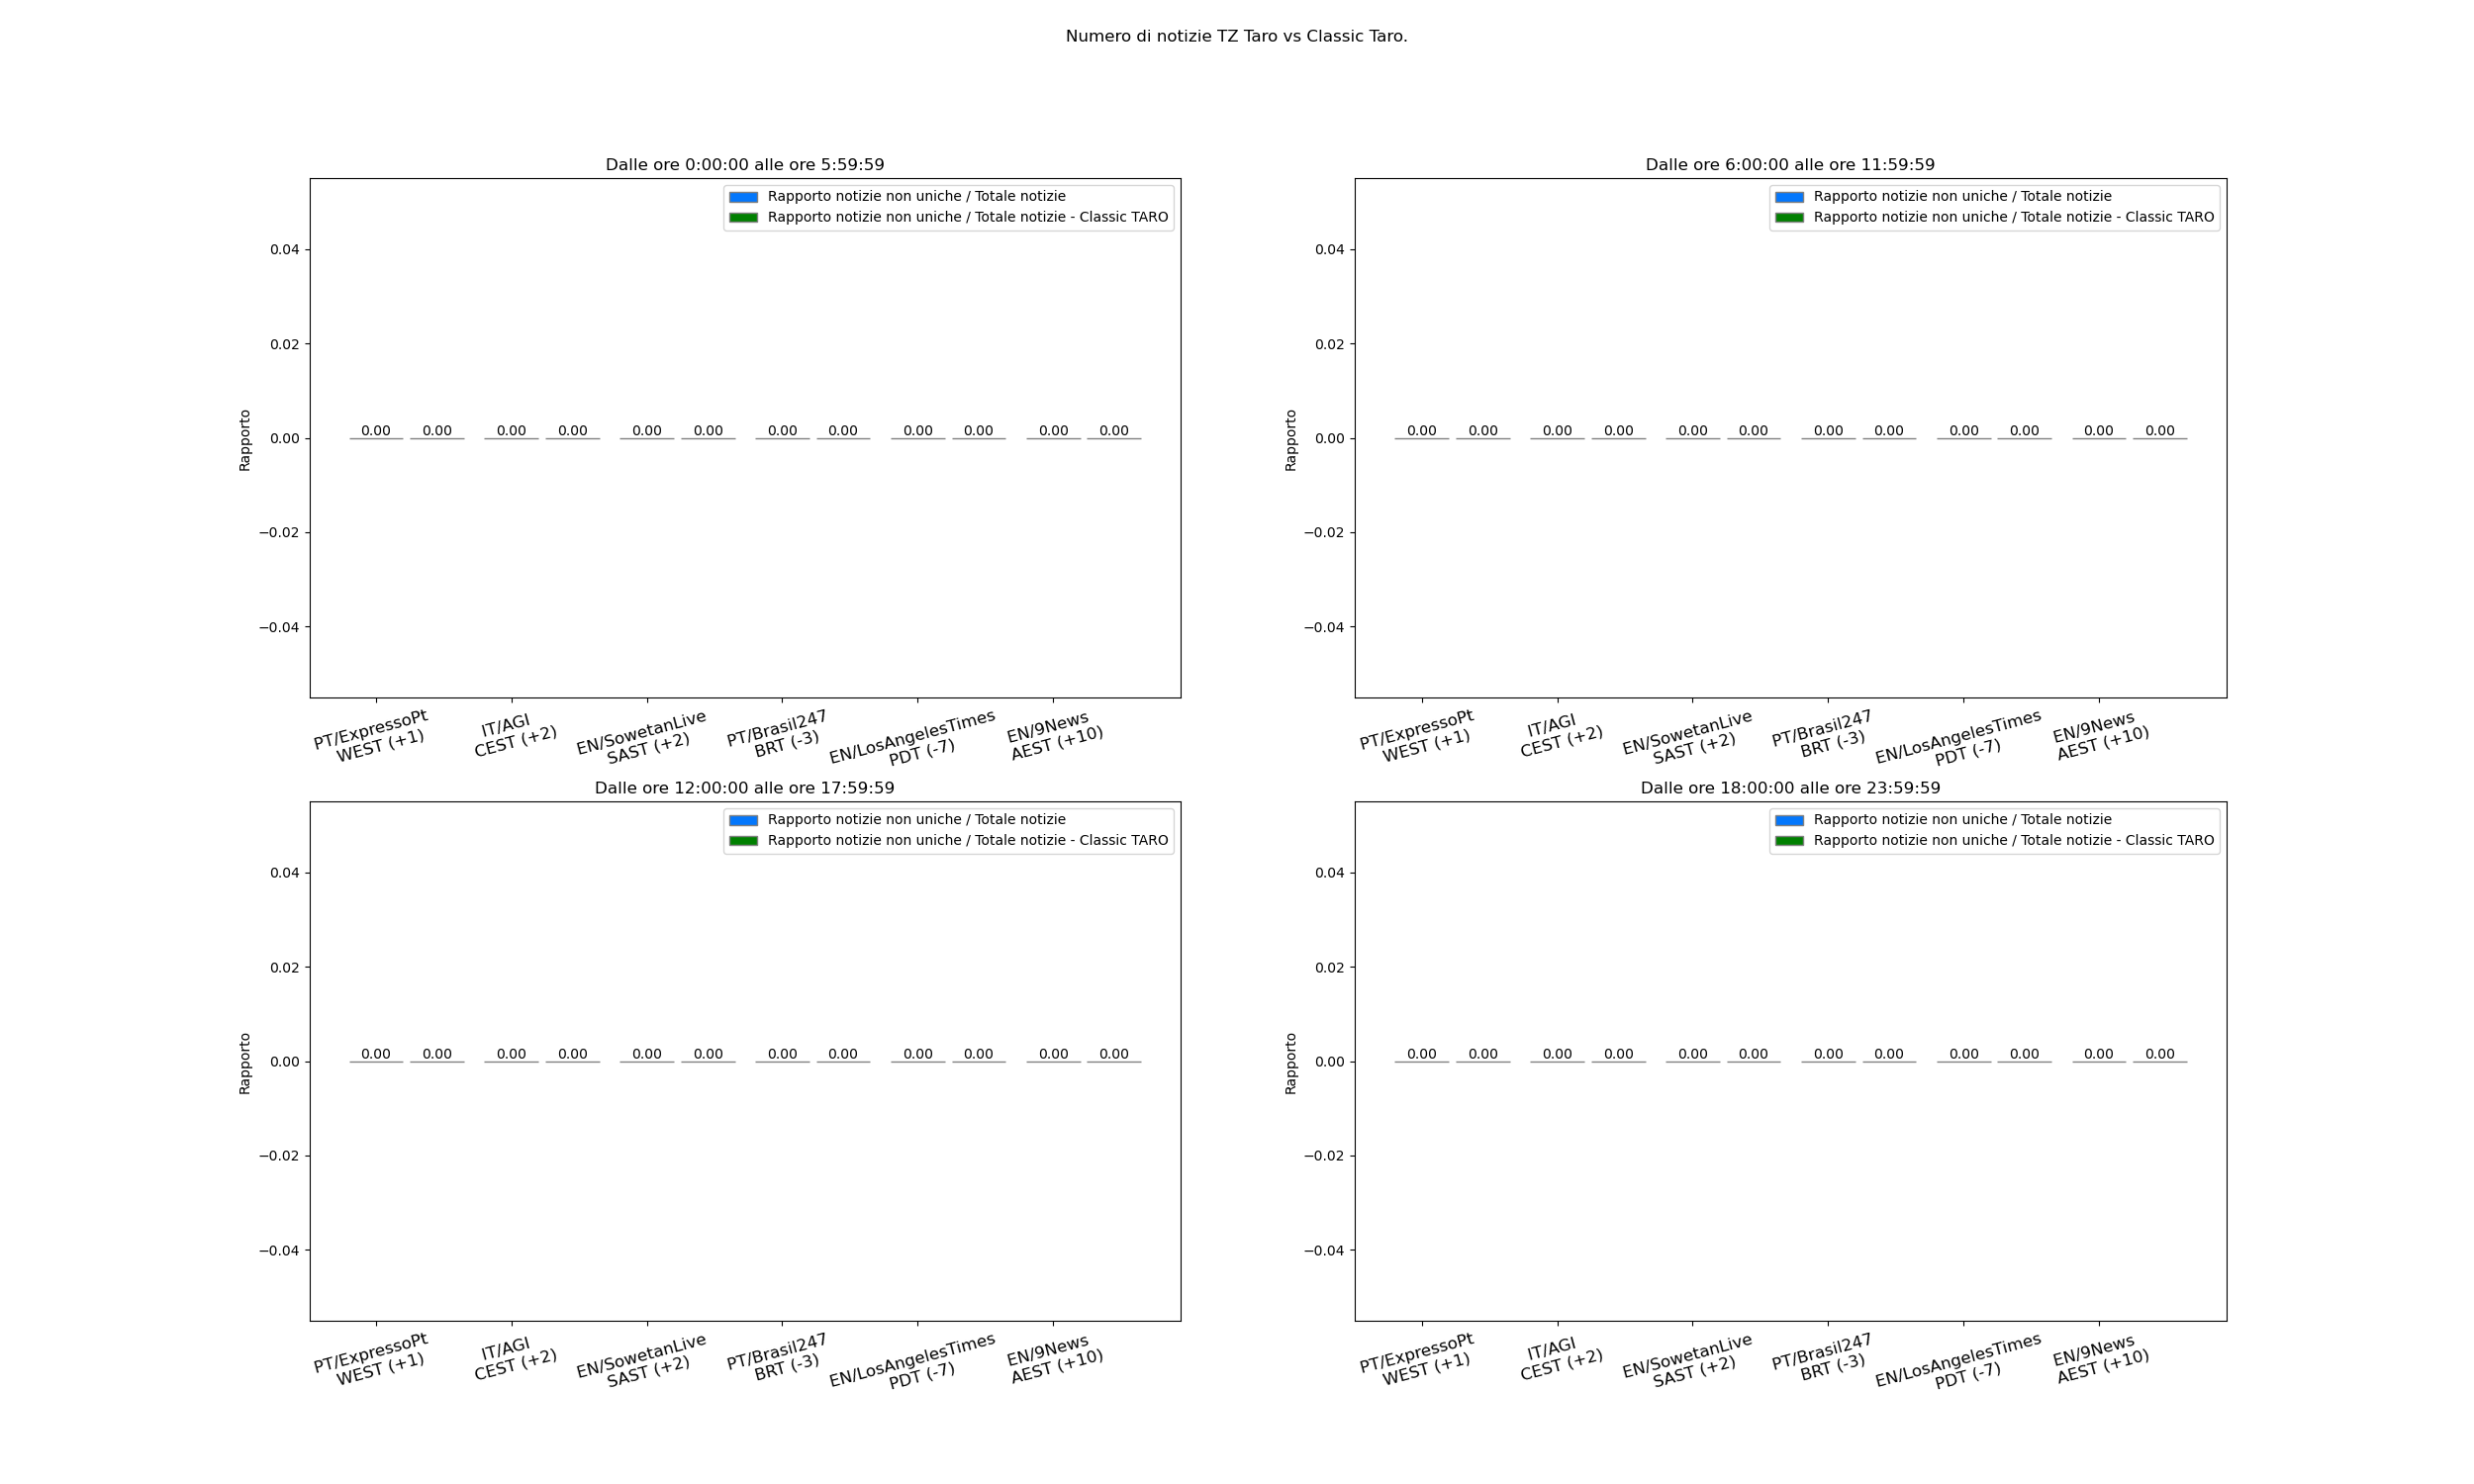 Numero di notizie TZ Taro vs Classic Taro.
Dalle ore 0:00:00 alle ore 5:59:59
Rapporto notizie non uniche / Totale notizie
Rapporto notizie non uniche / Totale notizie - Classic TARO
Rapporto
0.04
0.02
0.00
−0.02
−0.04
0.00 0.00 0.00 0.00 0.00 0.00 0.00 0.00 0.00 0.00 0.00 0.00
PT/ExpressoPt
WEST (+1)
IT/AGI
CEST (+2)
EN/SowetanLive
SAST (+2)
PT/Brasil247
BRT (-3)
EN/LosAngelesTimes
PDT (-7)
EN/9News
AEST (+10)
Dalle ore 6:00:00 alle ore 11:59:59
Rapporto notizie non uniche / Totale notizie
Rapporto notizie non uniche / Totale notizie - Classic TARO
Rapporto
0.04
0.02
0.00
−0.02
−0.04
0.00 0.00 0.00 0.00 0.00 0.00 0.00 0.00 0.00 0.00 0.00 0.00
PT/ExpressoPt
WEST (+1)
IT/AGI
CEST (+2)
EN/SowetanLive
SAST (+2)
PT/Brasil247
BRT (-3)
EN/LosAngelesTimes
PDT (-7)
EN/9News
AEST (+10)
Dalle ore 12:00:00 alle ore 17:59:59
Rapporto notizie non uniche / Totale notizie
Rapporto notizie non uniche / Totale notizie - Classic TARO
Rapporto
0.04
0.02
0.00
−0.02
−0.04
0.00 0.00 0.00 0.00 0.00 0.00 0.00 0.00 0.00 0.00 0.00 0.00
PT/ExpressoPt
WEST (+1)
IT/AGI
CEST (+2)
EN/SowetanLive
SAST (+2)
PT/Brasil247
BRT (-3)
EN/LosAngelesTimes
PDT (-7)
EN/9News
AEST (+10)
Dalle ore 18:00:00 alle ore 23:59:59
Rapporto notizie non uniche / Totale notizie
Rapporto notizie non uniche / Totale notizie - Classic TARO
Rapporto
0.04
0.02
0.00
−0.02
−0.04
0.00 0.00 0.00 0.00 0.00 0.00 0.00 0.00 0.00 0.00 0.00 0.00
PT/ExpressoPt
WEST (+1)
IT/AGI
CEST (+2)
EN/SowetanLive
SAST (+2)
PT/Brasil247
BRT (-3)
EN/LosAngelesTimes
PDT (-7)
EN/9News
AEST (+10)